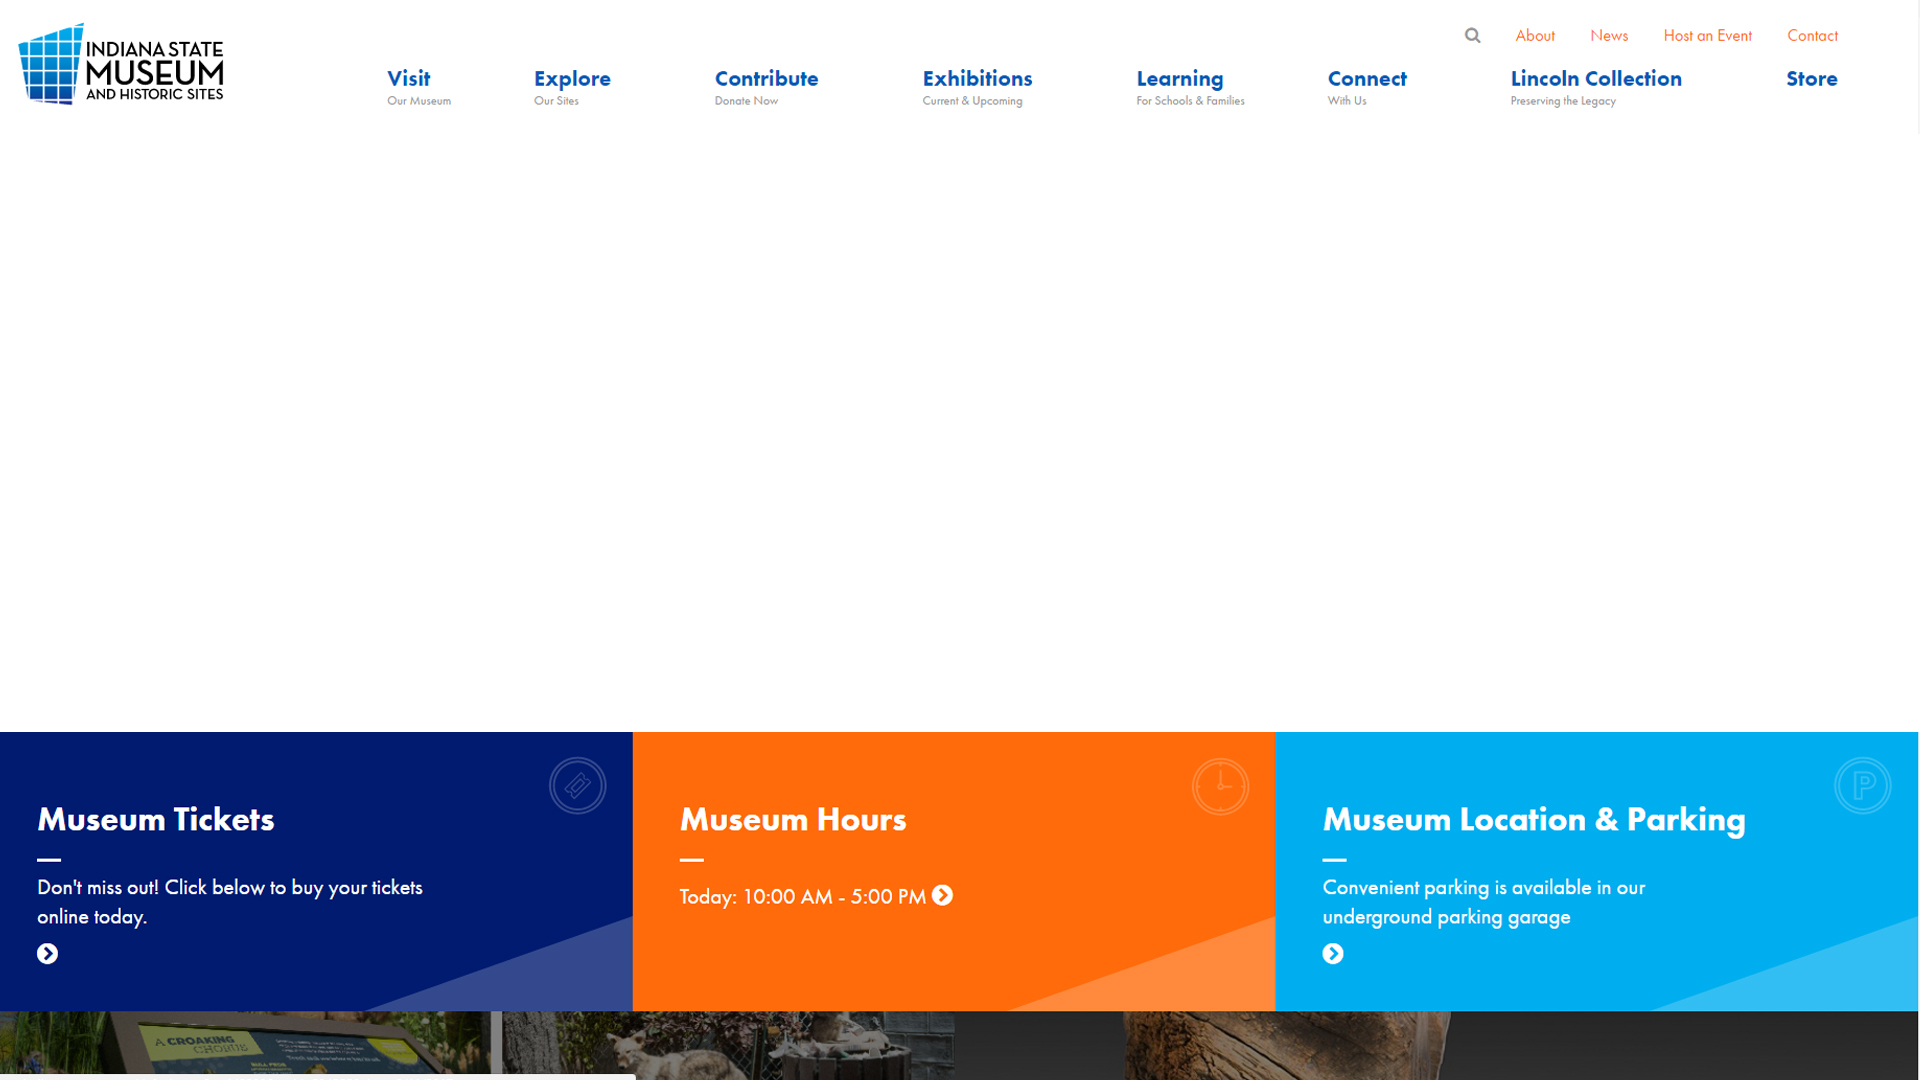 INDIANA STATE
MUSEUM
AND HISTORIC SITES
About
News
Host an Event
Contact
Visit
Our Museum
Explore
Our Sites
Contribute
Donate Now
Exhibitions
Current & Upcoming
Learning
For Schools & Families
Connect
With Us
Lincoln Collection
Preserving the Legacy
Store
Museum Tickets
Don't miss out! Click below to buy your tickets
online today.
Museum Hours
Today: 10:00 AM - 5:00 PM
P
Museum Location & Parking
Convenient parking is available in our
underground parking garage
A CROAKING
CHORUS
BULL FROG